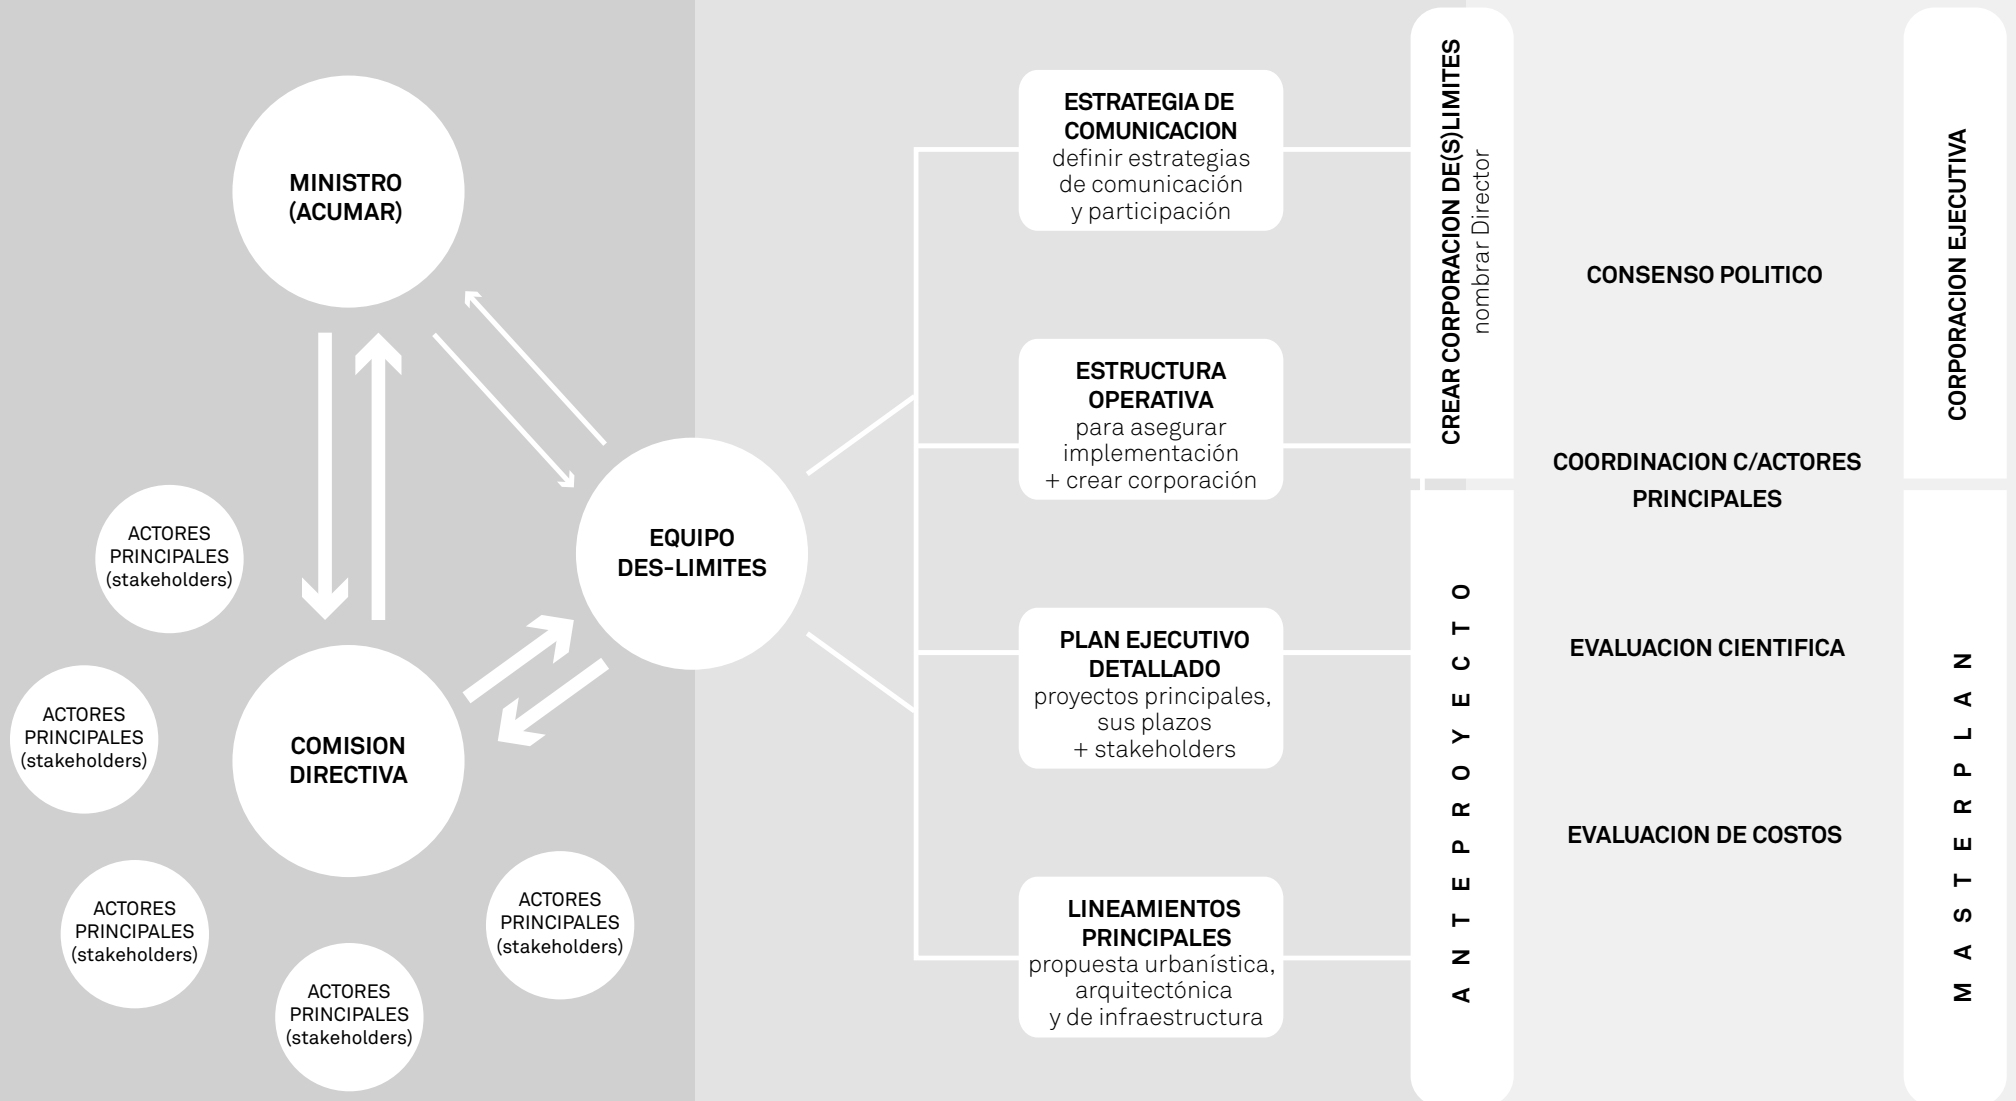 MINISTRO
(ACUMAR)
ACTORES
PRINCIPALES
(stakeholders)
ACTORES
PRINCIPALES
(stakeholders)
COMISION
DIRECTIVA
ACTORES
PRINCIPALES
(stakeholders)
ACTORES
PRINCIPALES
(stakeholders)
ACTORES
PRINCIPALES
(stakeholders)
EQUIPO
DES-LIMITES
ESTRATEGIA DE
COMUNICACION
definir estrategias
de comunicación
y participación
ESTRUCTURA
OPERATIVA
para asegurar
implementación
+ crear corporación
PLAN EJECUTIVO
DETALLADO
proyectos principales,
sus plazos
+ stakeholders
LINEAMIENTOS
PRINCIPALES
propuesta urbanística,
arquitectónica
y de infraestructura
CREAR CORPORACION DE(S)LIMITES
nombrar Director
ANTEPROYECTO
CONSENSO POLITICO
COORDINACION C/ACTORES
PRINCIPALES
EVALUACION CIENTIFICA
EVALUACION DE COSTOS
CORPORACION EJECUTIVA
MASTERPLAN